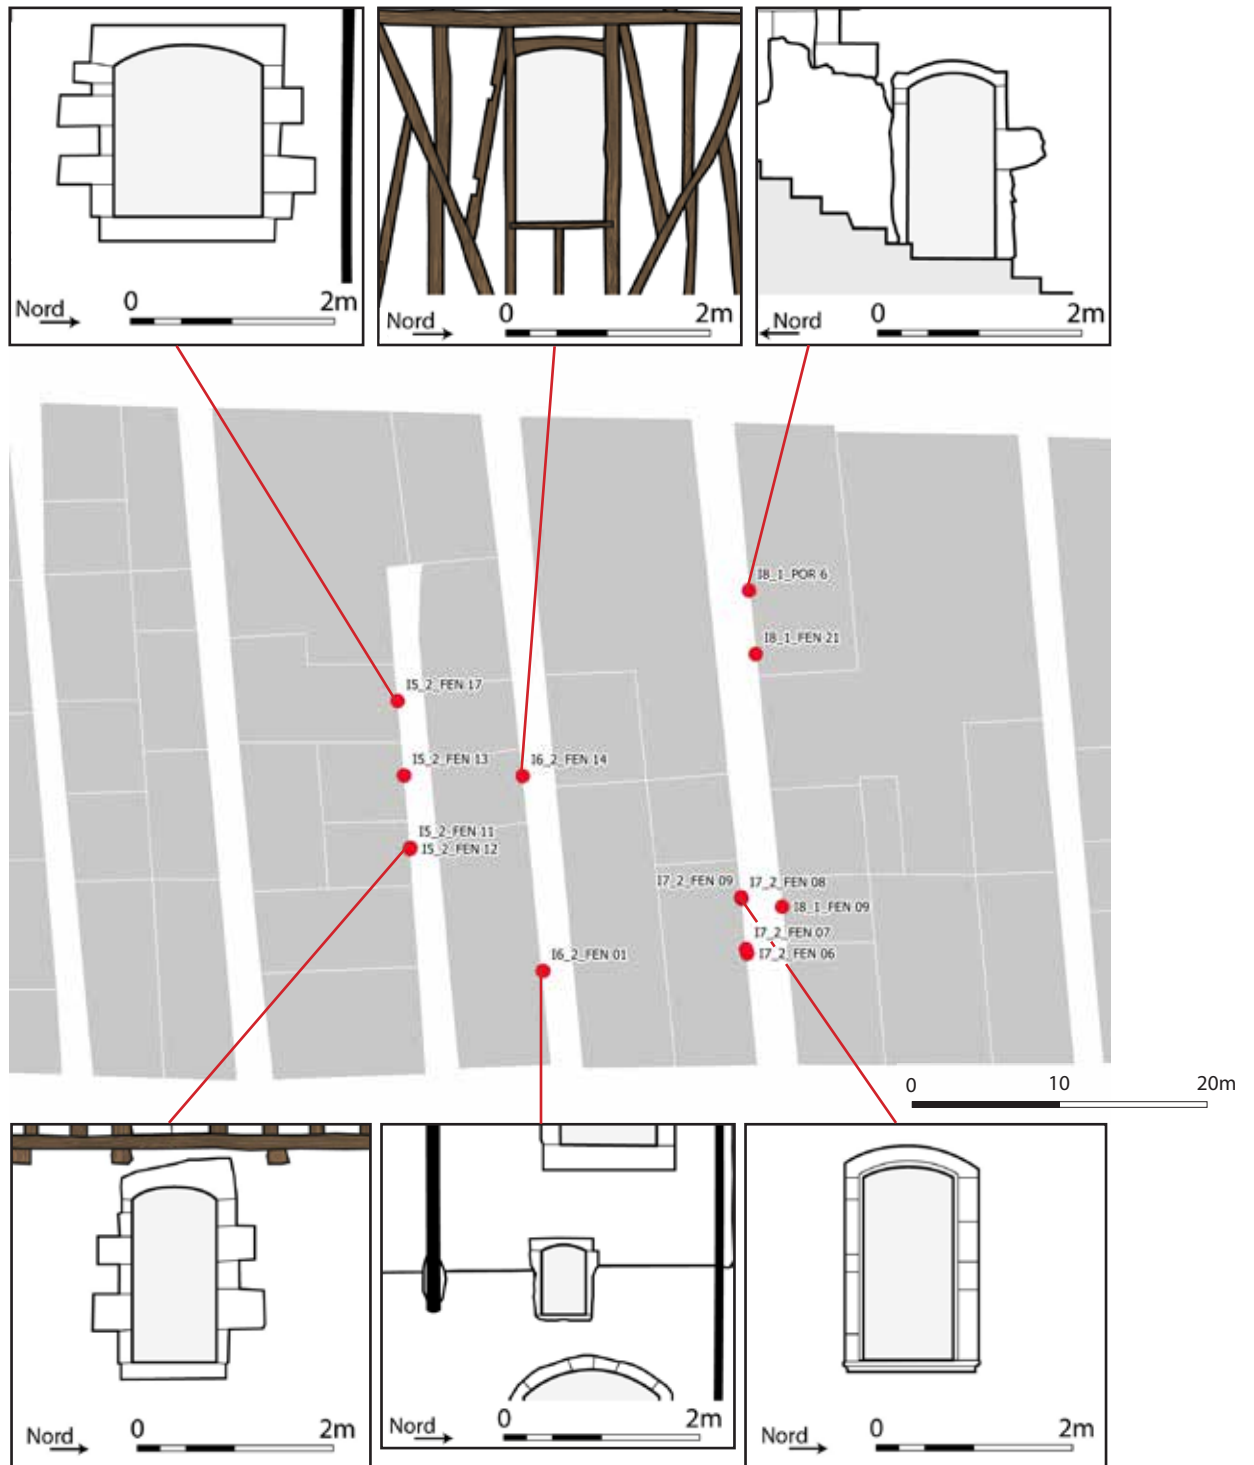 Nord
0 2m
Nord
0 2m
Nord
0 2m
I8_1_POR 6
I8_1_FEN 21
I5_2_FEN 17
I5_2_FEN 13
I6_2_FEN 14
I5_2_FEN 11
I5_2_FEN 12
I7_2_FEN 09
I7_2_FEN 08
I8_1_FEN 09
I7_2_FEN 07
I7_2_FEN 06
I6_2_FEN 01
0 10 20m
Nord
0 2m
Nord
0 2m
Nord
0 2m